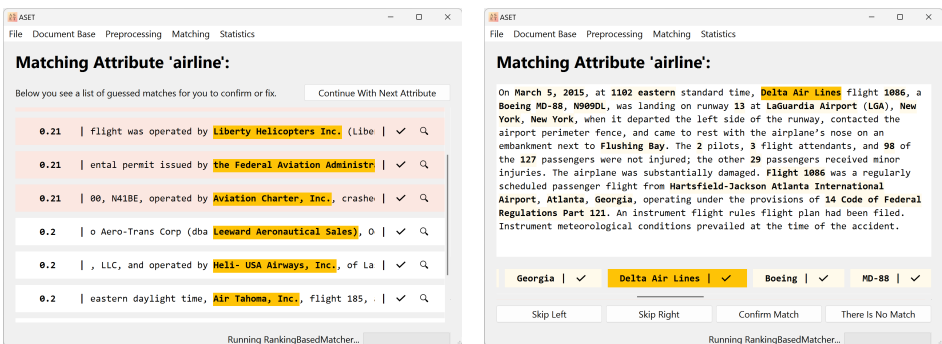 ASET
File Document Base Preprocessing Matching Statistics
Matching Attribute 'airline':
Below you see a list of guessed matches for you to confirm or fix.
Continue With Next Attribute
0.21 | flight was operated by Liberty Helicopters Inc. (Libe |
0.21 | ental permit issued by the Federal Aviation Administr |
0.21 | 00, N41BE, operated by Aviation Charter, Inc., crashe |
0.2 | o Aero-Trans Corp (dba Leeward Aeronautical Sales), O |
0.2 | , LLC, and operated by Heli- USA Airways, Inc., of La |
0.2 | eastern daylight time, Air Tahoma, Inc., flight 185, |
Running RankingBasedMatcher...
ASET
File Document Base Preprocessing Matching Statistics
Matching Attribute 'airline':
On March 5, 2015, at 1102 eastern standard time, Delta Air Lines flight 1086, a
Boeing MD-88, N909DL, was landing on runway 13 at LaGuardia Airport (LGA), New
York, New York, when it departed the left side of the runway, contacted the
airport perimeter fence, and came to rest with the airplane's nose on an
embankment next to Flushing Bay. The 2 pilots, 3 flight attendants, and 98 of
the 127 passengers were not injured; the other 29 passengers received minor
injuries. The airplane was substantially damaged. Flight 1086 was a regularly
scheduled passenger flight from Hartsfield-Jackson Atlanta International
Airport, Atlanta, Georgia, operating under the provisions of 14 Code of Federal
Regulations Part 121. An instrument flight rules flight plan had been filed.
Instrument meteorological conditions prevailed at the time of the accident.
Georgia | Delta Air Lines | Boeing | MD-88 |
Skip Left Skip Right Confirm Match There Is No Match
Running RankingBasedMatcher...